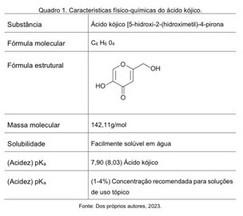 Quadro 1. Características físico-químicas do ácido kójico.
Substância Ácido kójico [5-hidroxi-2-(hidroximetil)-4-pirona
Fórmula molecular C₆ H₆ 0₄
Fórmula estrutural
O
OH
HO
O
Massa molecular 142,11g/mol
Solubilidade Facilmente solúvel em água
(Acidez) pKₐ 7,90 (8,03) Ácido kójico
(Acidez) pKₐ (1-4%) Concentração recomendada para soluções
de uso tópico
Fonte: Dos próprios autores, 2023.